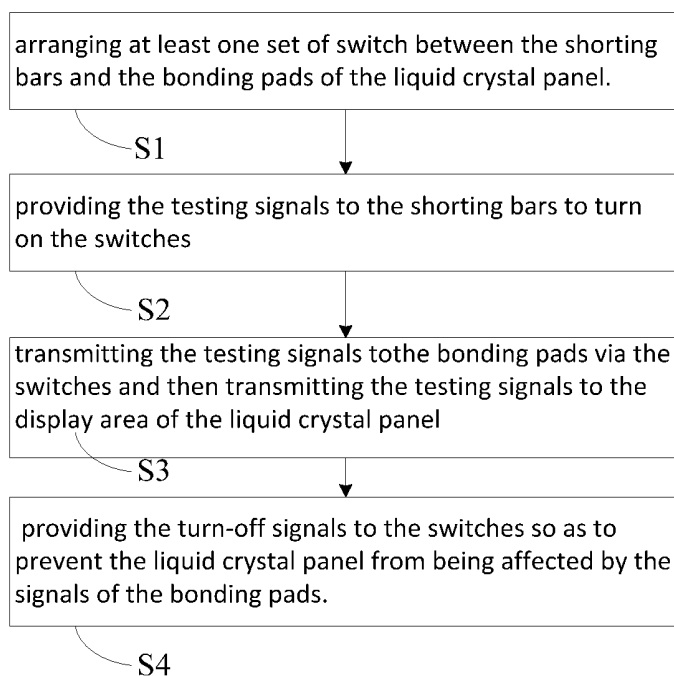 arranging at least one set of switch between the shorting
bars and the bonding pads of the liquid crystal panel.
S1
providing the testing signals to the shorting bars to turn
on the switches
S2
transmitting the testing signals tothe bonding pads via the
switches and then transmitting the testing signals to the
display area of the liquid crystal panel
S3
providing the turn-off signals to the switches so as to
prevent the liquid crystal panel from being affected by the
signals of the bonding pads.
S4